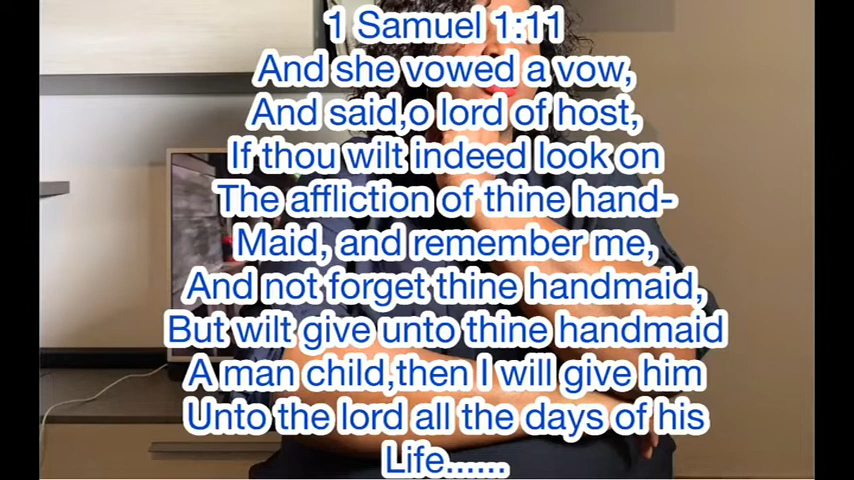 1 Samuel 1:11
And she vowed a vow,
And said,o lord of host,
If thou wilt indeed look on
The affliction of thine hand-
Maid, and remember me,
And not forget thine handmaid,
But wilt give unto thine handmaid
A man child,then I will give him
Unto the lord all the days of his
Life......